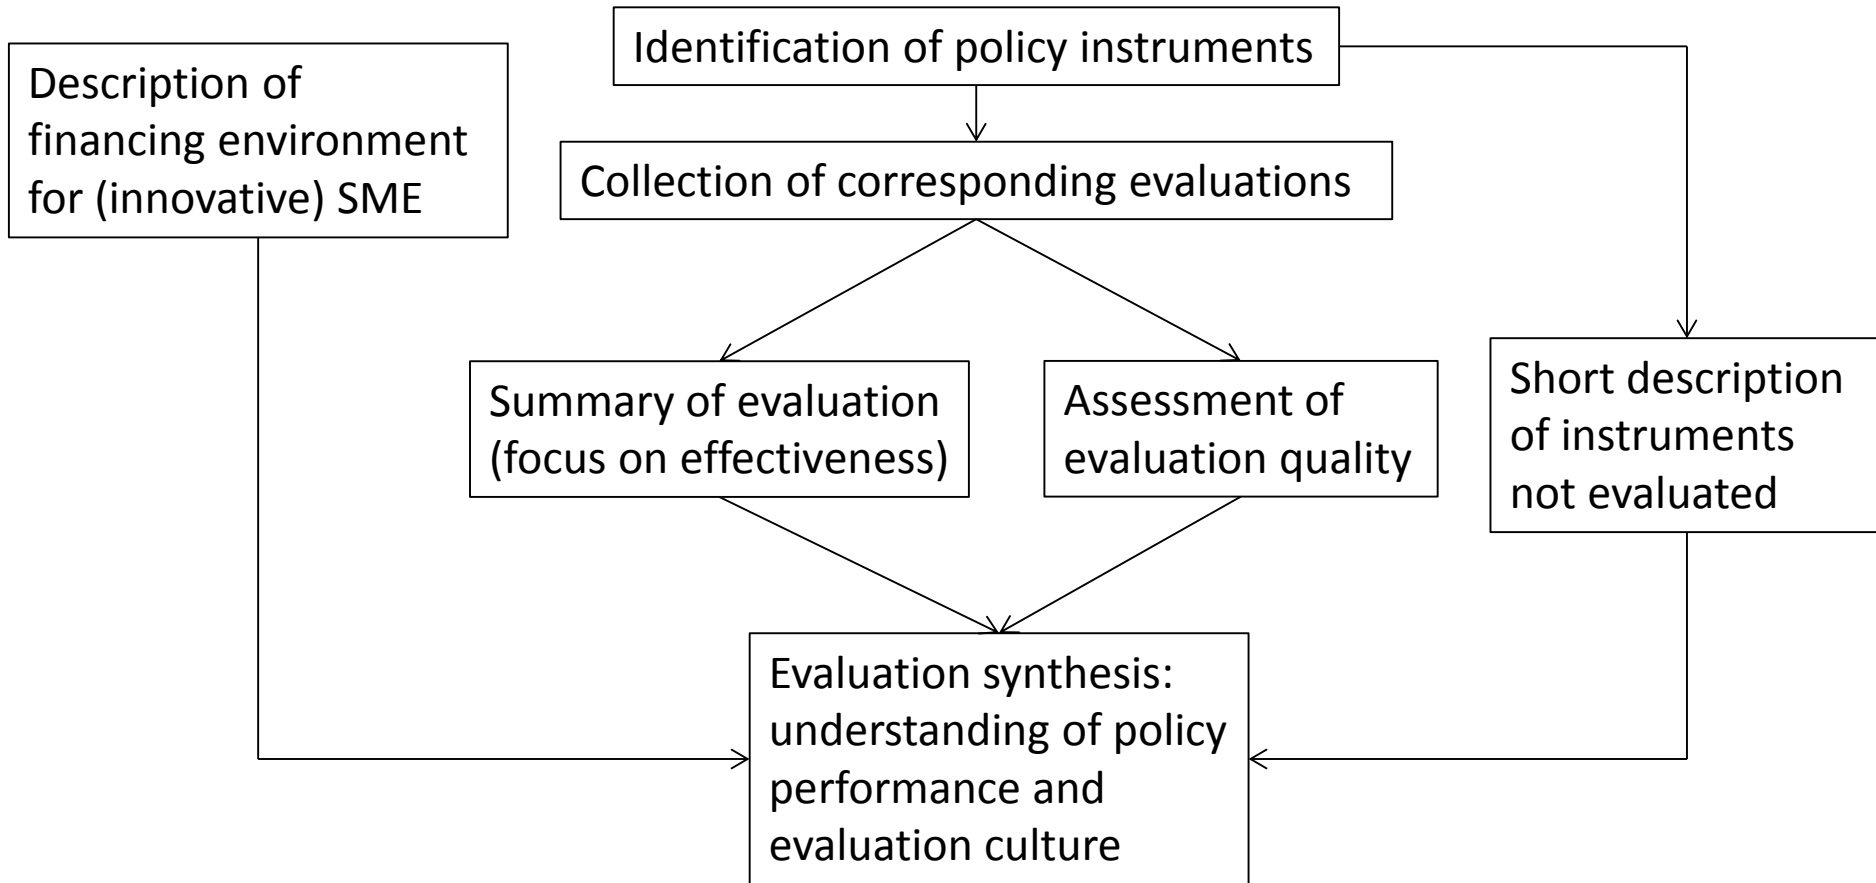 Description of
financing environment
for (innovative) SME
Identification of policy instruments
Collection of corresponding evaluations
Summary of evaluation
(focus on effectiveness)
Assessment of
evaluation quality
Short description
of instruments
not evaluated
Evaluation synthesis:
understanding of policy
performance and
evaluation culture